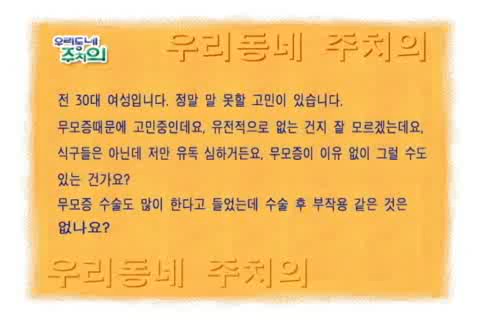 우리동네
주치의
우리동네 주치의
전 30대 여성입니다. 정말 말 못할 고민이 있습니다.
무모증때문에 고민중인데요, 유전적으로 없는 건지 잘 모르겠는데요,
식구들은 아닌데 저만 유독 심하거든요, 무모증이 이유 없이 그럴 수도
있는 건가요?
무모증 수술도 많이 한다고 들었는데 수술 후 부작용 같은 것은
없나요?
우리동네 주치의